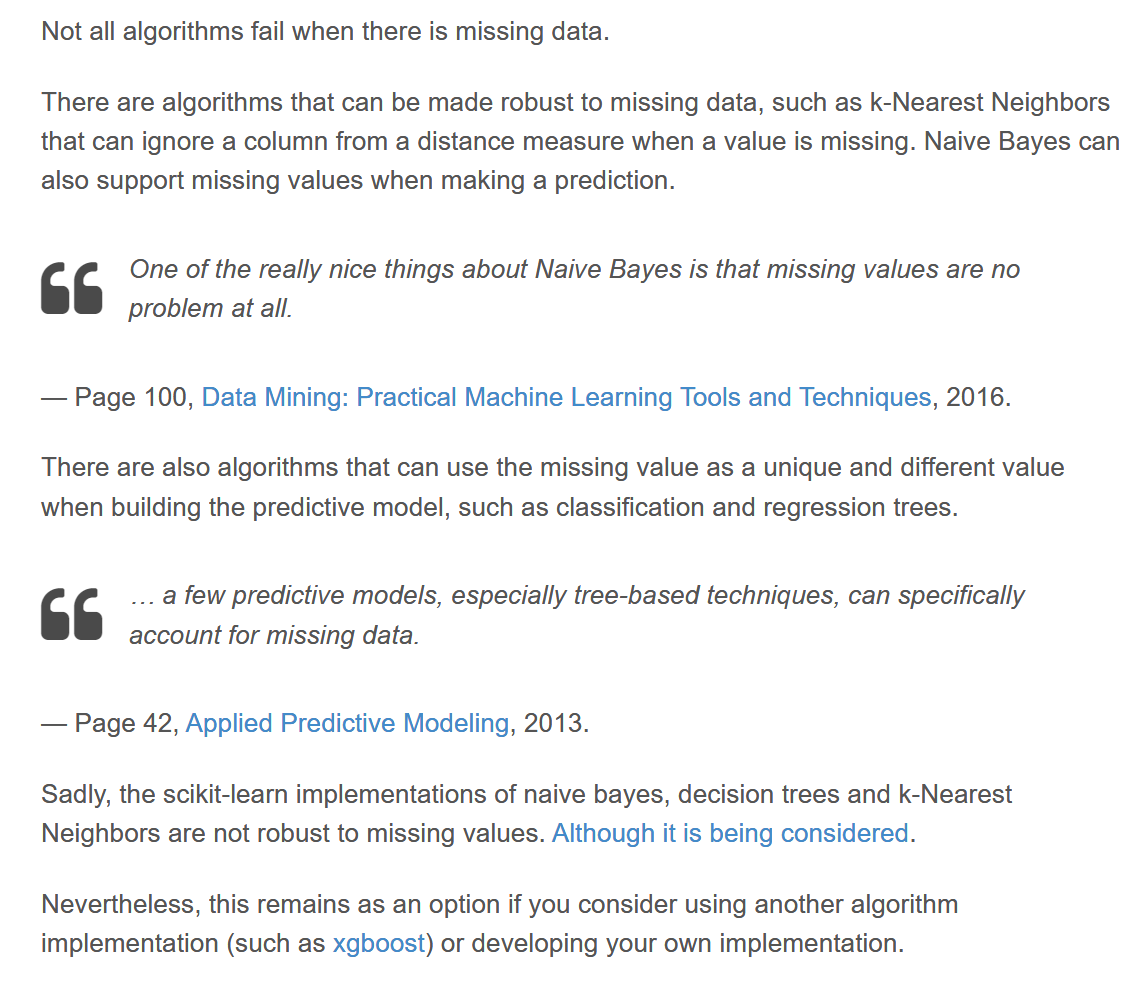 Not all algorithms fail when there is missing data.
There are algorithms that can be made robust to missing data, such as k-Nearest Neighbors
that can ignore a column from a distance measure when a value is missing. Naive Bayes can
also support missing values when making a prediction.
One of the really nice things about Naive Bayes is that missing values are no
problem at all.
— Page 100, Data Mining: Practical Machine Learning Tools and Techniques, 2016.
There are also algorithms that can use the missing value as a unique and different value
when building the predictive model, such as classification and regression trees.
… a few predictive models, especially tree-based techniques, can specifically
account for missing data.
— Page 42, Applied Predictive Modeling, 2013.
Sadly, the scikit-learn implementations of naive bayes, decision trees and k-Nearest
Neighbors are not robust to missing values. Although it is being considered.
Nevertheless, this remains as an option if you consider using another algorithm
implementation (such as xgboost) or developing your own implementation.